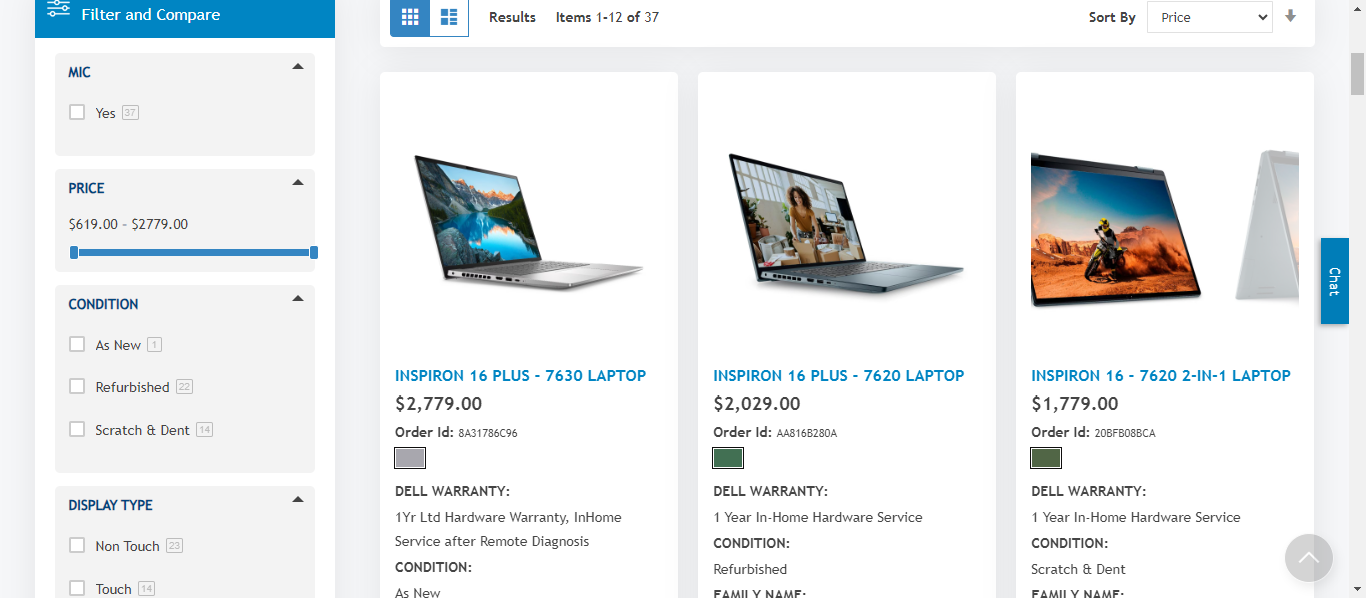 Filter and Compare
Results Items 1-12 of 37
Sort By Price
MIC
Yes 37
PRICE
$619.00 - $2779.00
CONDITION
As New 1
Refurbished 22
Scratch & Dent 14
DISPLAY TYPE
Non Touch 23
Touch 14
INSPIRON 16 PLUS - 7630 LAPTOP
$2,779.00
Order Id: 8A31786C96
DELL WARRANTY:
1Yr Ltd Hardware Warranty, InHome
Service after Remote Diagnosis
CONDITION:
As New
INSPIRON 16 PLUS - 7620 LAPTOP
$2,029.00
Order Id: AA816B280A
DELL WARRANTY:
1 Year In-Home Hardware Service
CONDITION:
Refurbished
FAMILY NAME:
INSPIRON 16 - 7620 2-IN-1 LAPTOP
$1,779.00
Order Id: 20BFB08BCA
DELL WARRANTY:
1 Year In-Home Hardware Service
CONDITION:
Scratch & Dent
FAMILY NAME:
Chat